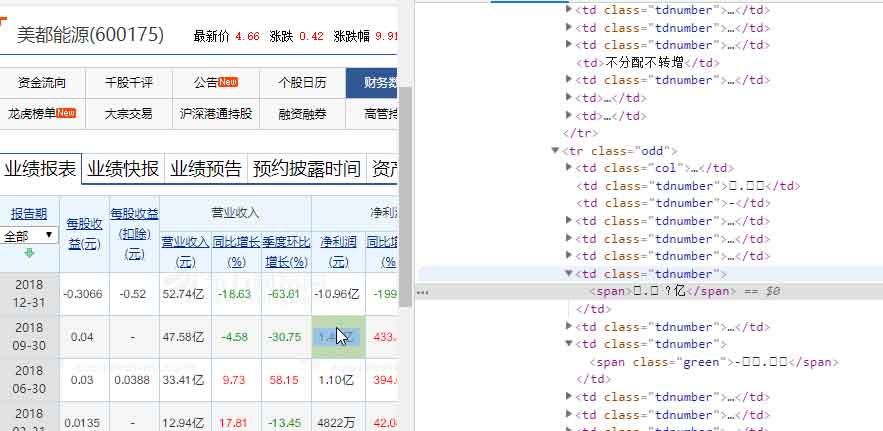 美都能源(600175) 最新价 4.66 涨跌 0.42 涨跌幅 9.91
资金流向 千股千评 公告New 个股日历 财务数
龙虎榜单New 大宗交易 沪深港通持股 融资融券 高管持
业绩报表 业绩快报 业绩预告 预约披露时间 资产
报告期 每股收益(元) 每股收益(扣除)(元) 营业收入 净利润
全部 营业收入(元) 同比增长(%) 季度环比增长(%) 净利润(元) 同比增长(%)
2018 12-31 -0.3066 -0.52 52.74亿 -18.63 -63.61 -10.96亿 -199
2018 09-30 0.04 - 47.58亿 -4.58 -30.75 亿 433.
2018 06-30 0.03 0.0388 33.41亿 9.73 58.15 1.10亿 394.
2018 0.0135 - 12.94亿 17.81 -13.45 4822万 42.0
<td class="tdnumber">…</td>
<td class="tdnumber">…</td>
<td class="tdnumber">…</td>
<td>不分配不转增</td>
<td class="tdnumber">…</td>
<td>…</td>
<td>…</td>
</tr>
<tr class="odd">
<td class="col">…</td>
<td class="tdnumber">□.□□</td>
<td class="tdnumber">-</td>
<td class="tdnumber">…</td>
<td class="tdnumber">…</td>
<td class="tdnumber">…</td>
<td class="tdnumber">
… <span>□.□ ?亿</span> == $0
</td>
<td class="tdnumber">…</td>
<td class="tdnumber">
<span class="green">-□□.□□</span>
</td>
<td class="tdnumber">…</td>
<td class="tdnumber">…</td>